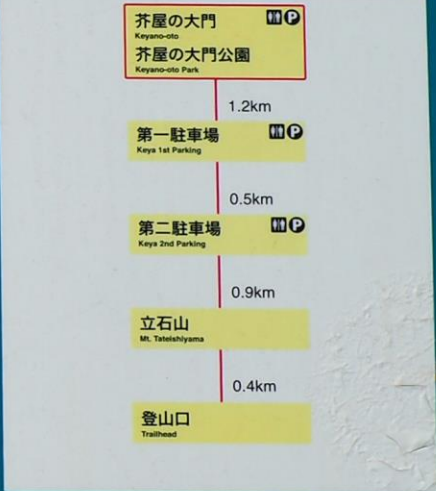 芥屋の大門
Keyano-oto
芥屋の大門公園
Keyano-oto Park
P
1.2km
第一駐車場
Keya 1st Parking
P
0.5km
第二駐車場
Keya 2nd Parking
P
0.9km
立石山
Mt. Tateishiyama
0.4km
登山口
Trailhead